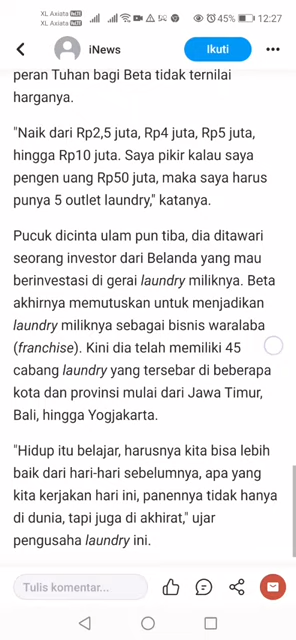 XL Axiata
XL Axiata
45% 12:27
iNews
Ikuti
peran Tuhan bagi Beta tidak ternilai
harganya.
"Naik dari Rp2,5 juta, Rp4 juta, Rp5 juta,
hingga Rp10 juta. Saya pikir kalau saya
pengen uang Rp50 juta, maka saya harus
punya 5 outlet laundry," katanya.
Pucuk dicinta ulam pun tiba, dia ditawari
seorang investor dari Belanda yang mau
berinvestasi di gerai laundry miliknya. Beta
akhirnya memutuskan untuk menjadikan
laundry miliknya sebagai bisnis waralaba
(franchise). Kini dia telah memiliki 45
cabang laundry yang tersebar di beberapa
kota dan provinsi mulai dari Jawa Timur,
Bali, hingga Yogjakarta.
"Hidup itu belajar, harusnya kita bisa lebih
baik dari hari-hari sebelumnya, apa yang
kita kerjakan hari ini, panennya tidak hanya
di dunia, tapi juga di akhirat," ujar
pengusaha laundry ini.
Tulis komentar...